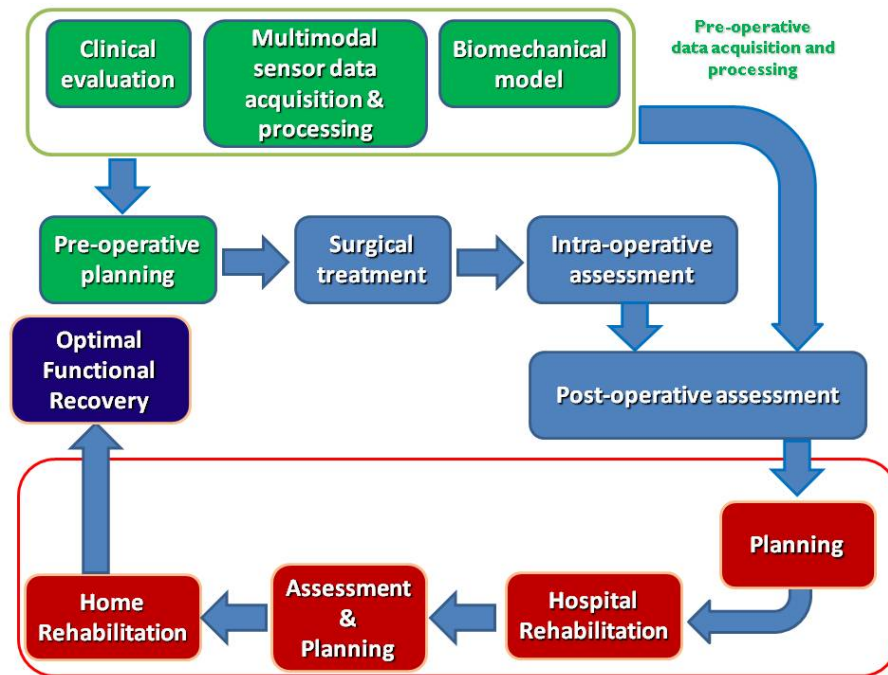 Clinical
evaluation
Multimodal
sensor data
acquisition &
processing
Biomechanical
model
Pre-operative
data acquisition and
processing
Pre-operative
planning
Surgical
treatment
Intra-operative
assessment
Optimal
Functional
Recovery
Post-operative assessment
Planning
Home
Rehabilitation
Assessment
&
Planning
Hospital
Rehabilitation